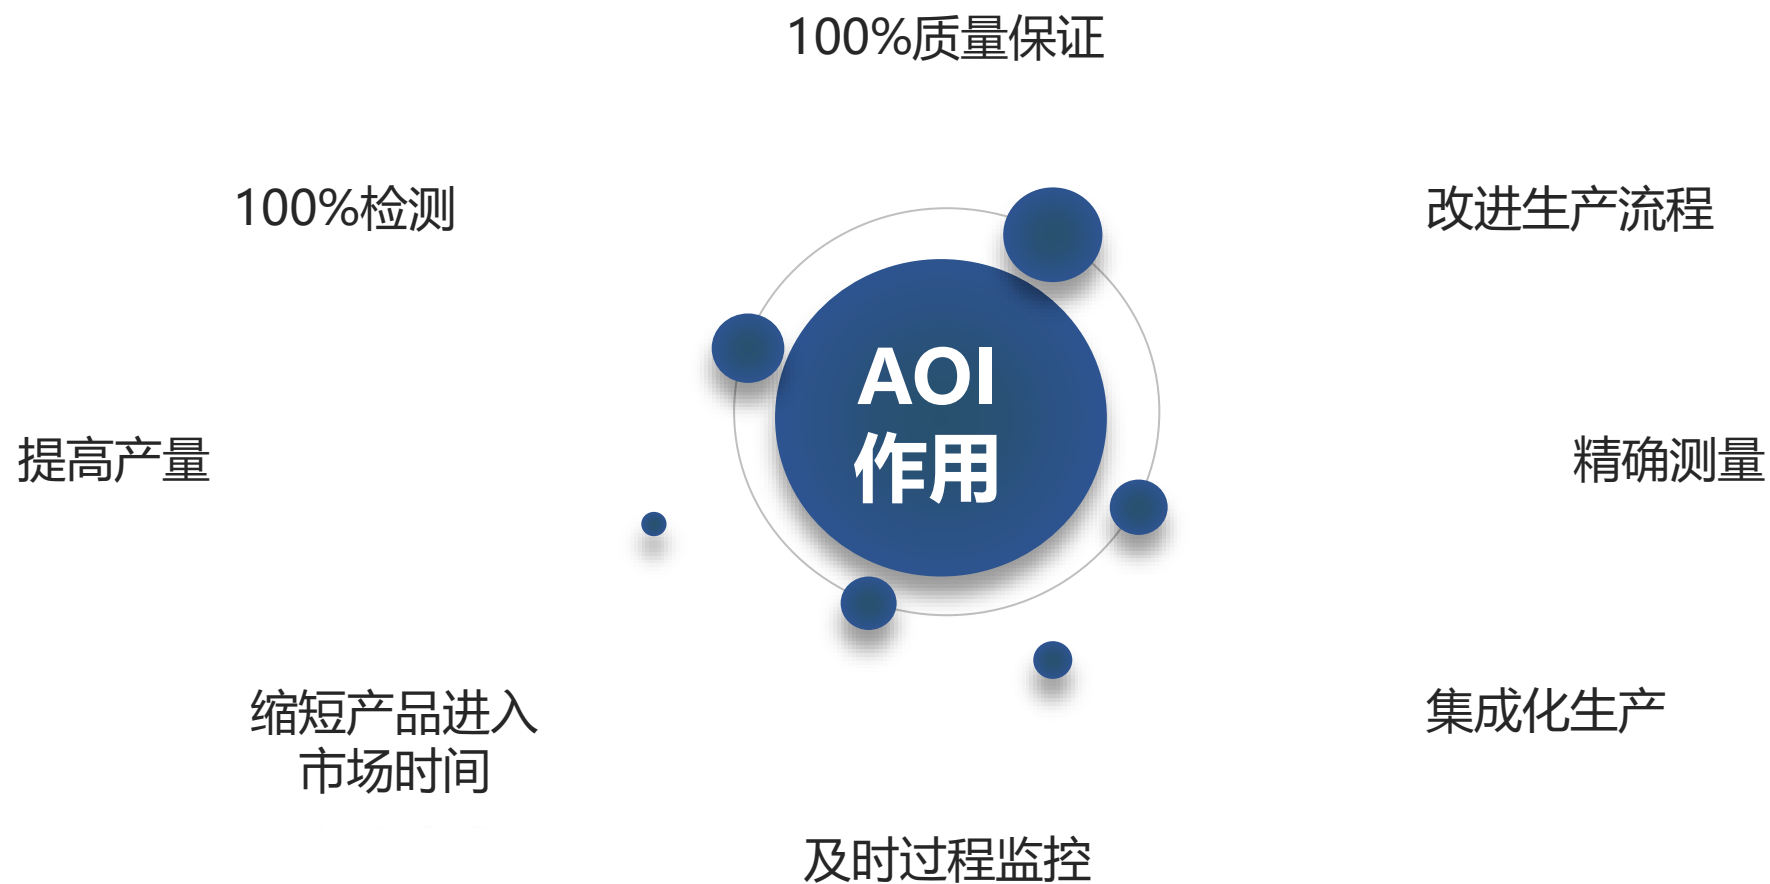 100%质量保证
100%检测
改进生产流程
AOI
作用
提高产量
精确测量
缩短产品进入
市场时间
集成化生产
及时过程监控